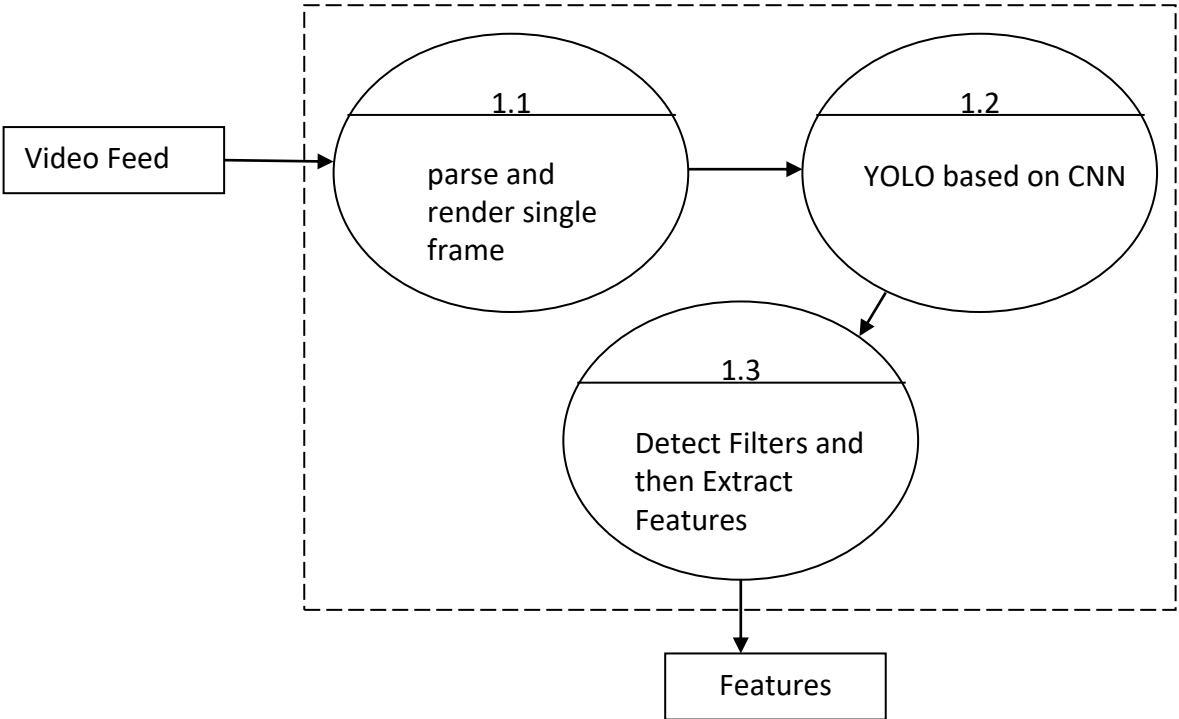 Video Feed
1.1
parse and
render single
frame
1.2
YOLO based on CNN
1.3
Detect Filters and
then Extract
Features
Features